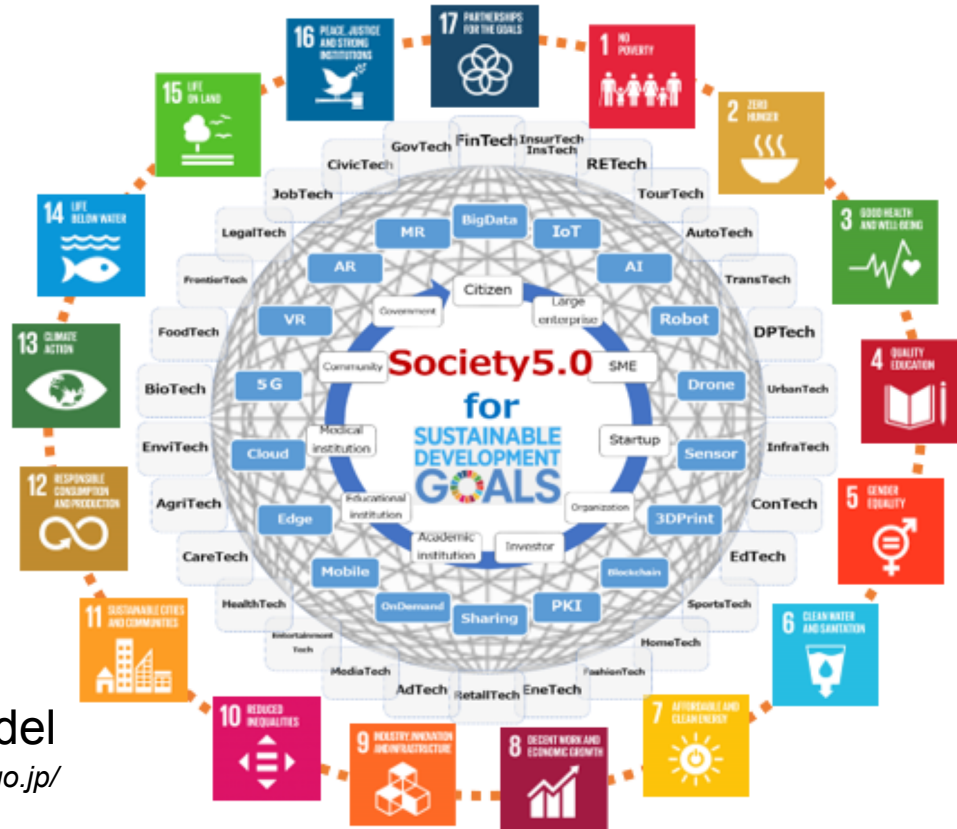 17 PARTNERSHIPS
FOR THE GOALS
1 NO
POVERTY
2 ZERO
HUNGER
3 GOOD HEALTH
AND WELL-BEING
4 QUALITY
EDUCATION
5 GENDER
EQUALITY
6 CLEAN WATER
AND SANITATION
7 AFFORDABLE AND
CLEAN ENERGY
8 DECENT WORK AND
ECONOMIC GROWTH
9 INDUSTRY, INNOVATION
AND INFRASTRUCTURE
10 REDUCED
INEQUALITIES
11 SUSTAINABLE CITIES
AND COMMUNITIES
12 RESPONSIBLE
CONSUMPTION
AND PRODUCTION
13 CLIMATE
ACTION
14 LIFE
BELOW WATER
15 LIFE
ON LAND
16 PEACE, JUSTICE
AND STRONG
INSTITUTIONS
FinTech
InsurTech
InsTech
RETech
TourTech
AutoTech
TransTech
DPTech
UrbanTech
InfraTech
ConTech
EdTech
SportsTech
HomeTech
FashionTech
EneTech
RetailTech
AdTech
MediaTech
Entertainment
Tech
HealthTech
CareTech
AgriTech
EnviTech
BioTech
FoodTech
FrontierTech
LegalTech
JobTech
CivicTech
GovTech
BigData
IoT
AI
Robot
Drone
Sensor
3DPrint
Blockchain
PKI
Sharing
OnDemand
Mobile
Edge
Cloud
5G
VR
AR
MR
Citizen
Large
enterprise
SME
Startup
Organization
Investor
Academic
institution
Educational
institution
Medical
institution
Community
Government
Society5.0
for
SUSTAINABLE
DEVELOPMENT
GOALS
del
o.jp/